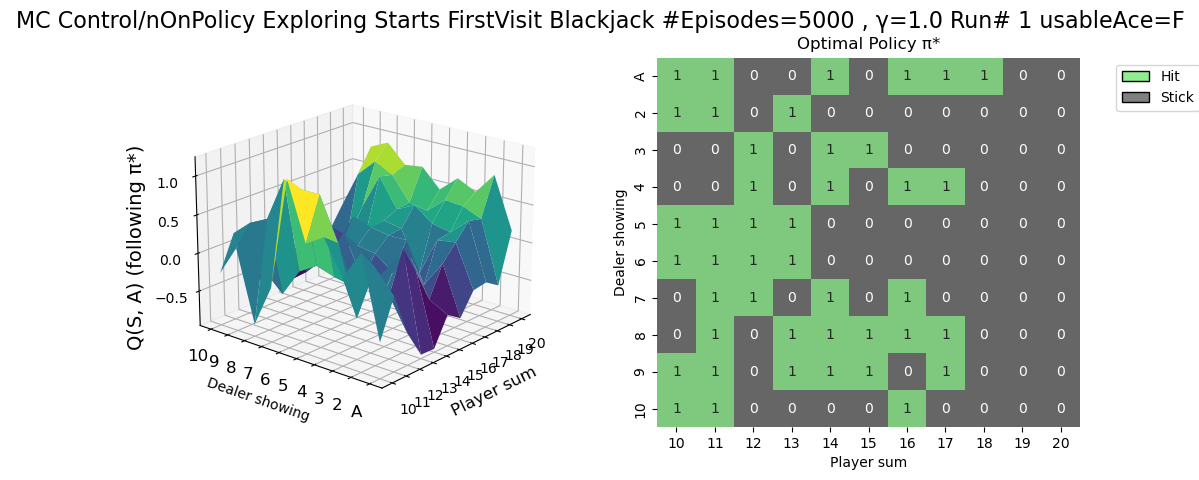 MC Control/nOnPolicy Exploring Starts FirstVisit Blackjack #Episodes=5000 , γ=1.0 Run# 1 usableAce=F
Q(S, A) (following π*)
1.0
0.5
0.0
−0.5
10 9 8 7 6 5 4 3 2 A
Dealer showing
10 11 12 13 14 15 16 17 18 19 20
Player sum
Optimal Policy π*
Dealer showing
A 1 1 0 0 1 0 1 1 1 0 0
2 1 1 0 1 0 0 0 0 0 0 0
3 0 0 1 0 1 1 0 0 0 0 0
4 0 0 1 0 1 0 1 1 0 0 0
5 1 1 1 1 0 0 0 0 0 0 0
6 1 1 1 1 0 0 0 0 0 0 0
7 0 1 1 0 1 0 1 0 0 0 0
8 0 1 0 1 1 1 1 1 0 0 0
9 1 1 0 1 1 1 0 1 0 0 0
10 1 1 0 0 0 0 1 0 0 0 0
10 11 12 13 14 15 16 17 18 19 20
Player sum
Hit
Stick